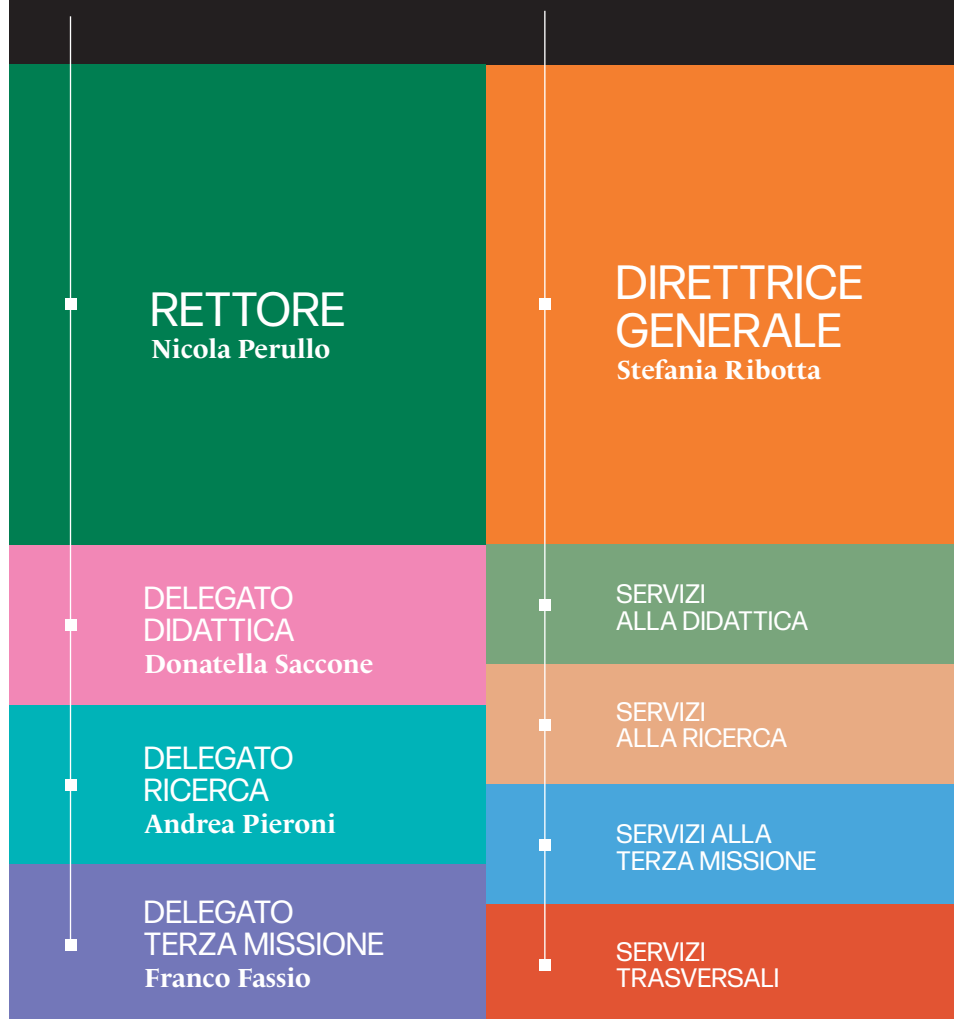 RETTORE
Nicola Perullo
DELEGATO
DIDATTICA
Donatella Saccone
DELEGATO
RICERCA
Andrea Pieroni
DELEGATO
TERZA MISSIONE
Franco Fassio
DIRETTRICE
GENERALE
Stefania Ribotta
SERVIZI
ALLA DIDATTICA
SERVIZI
ALLA RICERCA
SERVIZI ALLA
TERZA MISSIONE
SERVIZI
TRASVERSALI